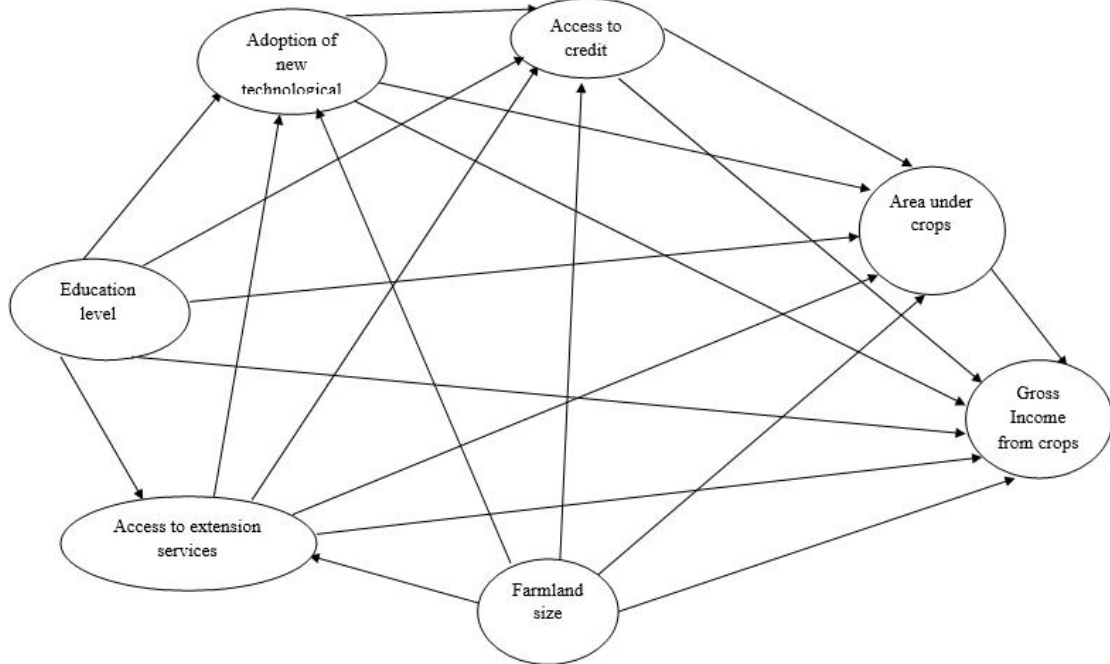 Adoption of
new
technological
Access to
credit
Area under
crops
Education
level
Gross
Income
from crops
Access to extension
services
Farmland
size